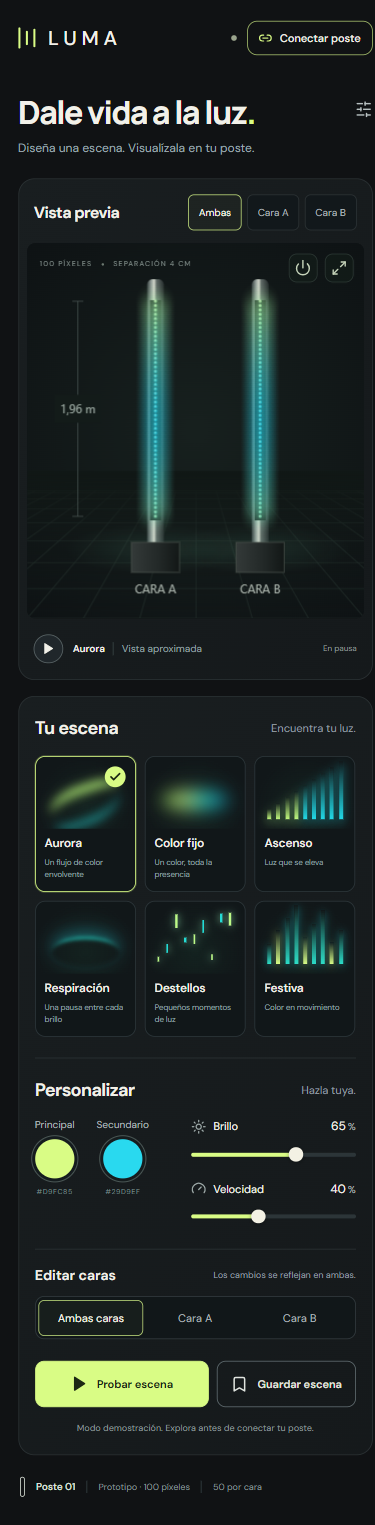 LUMA
Conectar poste
Dale vida a la luz.
Diseña una escena. Visualízala en tu poste.
Vista previa
Ambas
Cara A
Cara B
100 PÍXELES • SEPARACIÓN 4 CM
1,96 m
CARA A
CARA B
Aurora
Vista aproximada
En pausa
Tu escena
Encuentra tu luz.
Aurora
Un flujo de color
envolvente
Color fijo
Un color, toda la
presencia
Ascenso
Luz que se eleva
Respiración
Una pausa entre cada
brillo
Destellos
Pequeños momentos
de luz
Festiva
Color en movimiento
Personalizar
Hazla tuya.
Principal
Secundario
#D9FC85
#29D9EF
Brillo
65 %
Velocidad
40 %
Editar caras
Los cambios se reflejan en ambas.
Ambas caras
Cara A
Cara B
Probar escena
Guardar escena
Modo demostración. Explora antes de conectar tu poste.
Poste 01
Prototipo · 100 píxeles
50 por cara